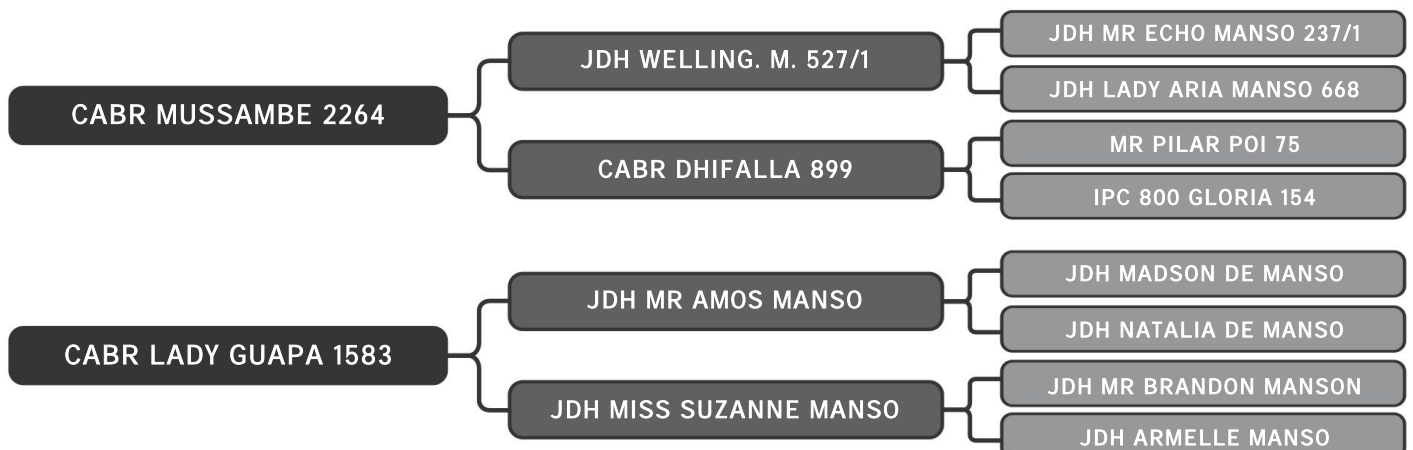 CABR MUSSAMBE 2264
JDH WELLING. M. 527/1
JDH MR ECHO MANSO 237/1
JDH LADY ARIA MANSO 668
CABR DHIFALLA 899
MR PILAR POI 75
IPC 800 GLORIA 154
CABR LADY GUAPA 1583
JDH MR AMOS MANSO
JDH MADSON DE MANSO
JDH NATALIA DE MANSO
JDH MISS SUZANNE MANSO
JDH MR BRANDON MANSON
JDH ARMELLE MANSO